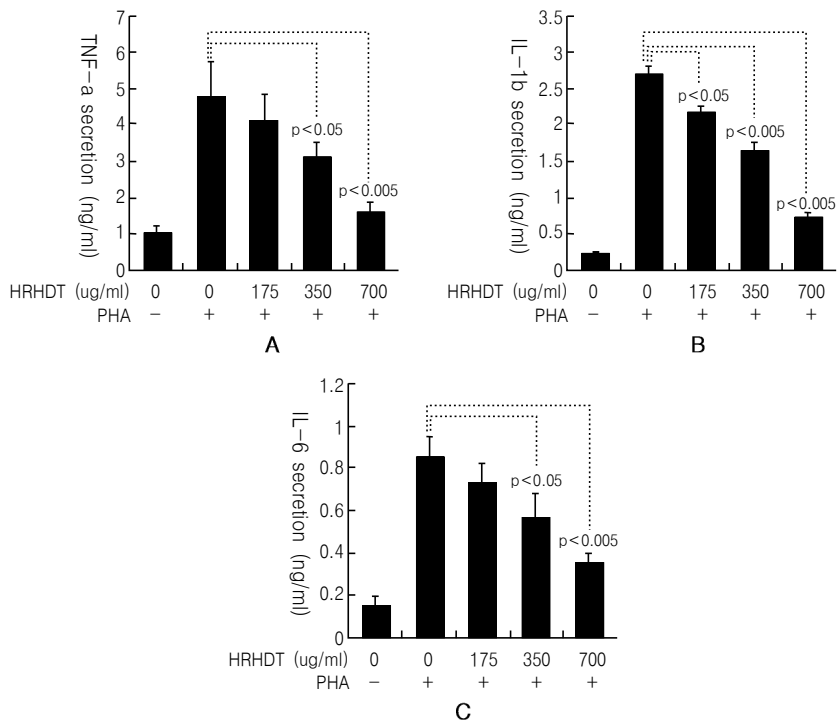 TNF-a secretion (ng/ml)
7
6
5
4
3
2
1
0
p<0.05
p<0.005
HRHDT (ug/ml) 0 0 175 350 700
PHA - + + + +
A
IL-1b secretion (ng/ml)
3.5
3
2.5
2
1.5
1
0.5
0
p<0.05
p<0.005
p<0.005
HRHDT (ug/ml) 0 0 175 350 700
PHA - + + + +
B
IL-6 secretion (ng/ml)
1.2
1
0.8
0.6
0.4
0.2
0
p<0.05
p<0.005
HRHDT (ug/ml) 0 0 175 350 700
PHA - + + + +
C